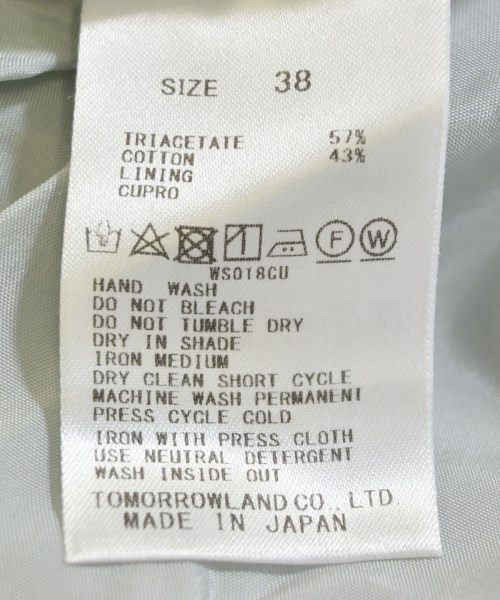 SIZE 38
TRIACETATE 57%
COTTON 43%
LINING
CUPRO
F W
WS018CU
HAND WASH
DO NOT BLEACH
DO NOT TUMBLE DRY
DRY IN SHADE
IRON MEDIUM
DRY CLEAN SHORT CYCLE
MACHINE WASH PERMANENT
PRESS CYCLE COLD
IRON WITH PRESS CLOTH
USE NEUTRAL DETERGENT
WASH INSIDE OUT
TOMORROWLAND CO., LTD.
MADE IN JAPAN